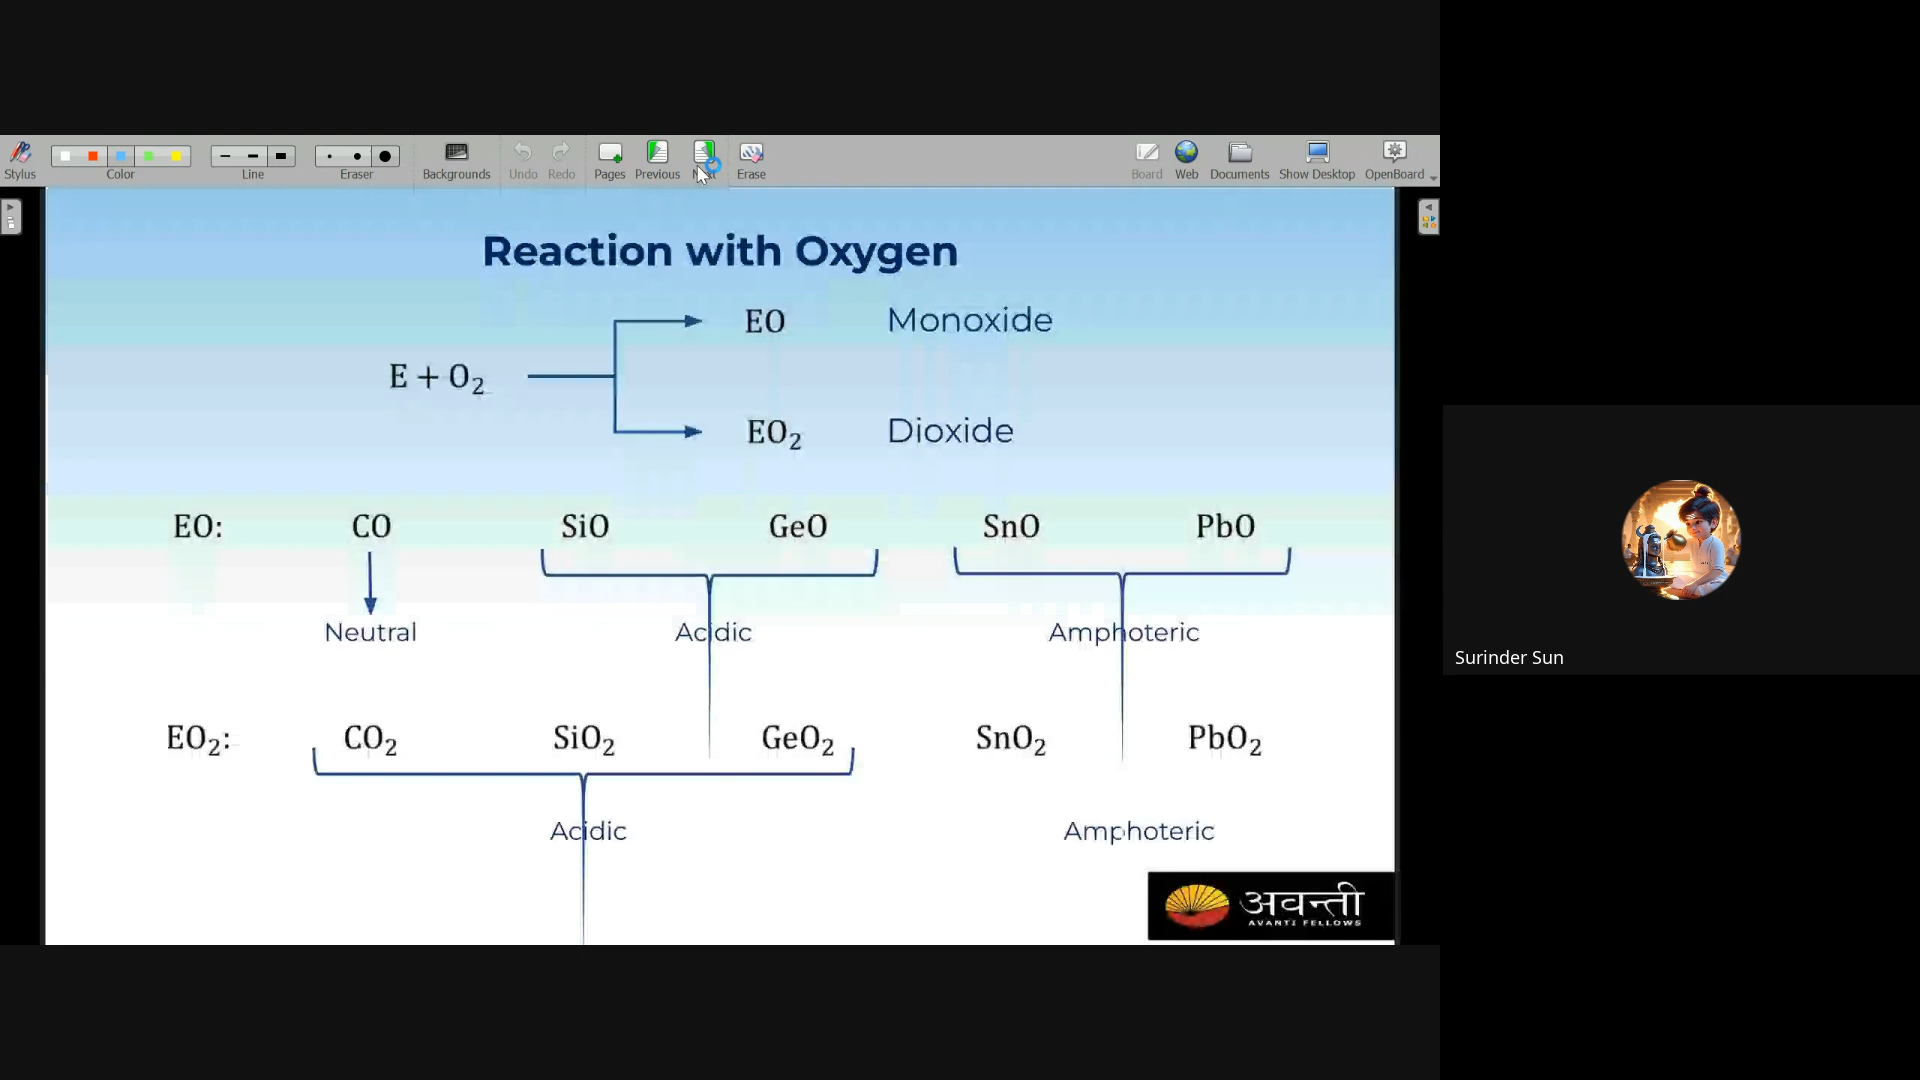 Stylus
Color
Line
Eraser
Backgrounds
Undo
Redo
Pages
Previous
Erase
Board
Web
Documents
Show Desktop
OpenBoard
Reaction with Oxygen
EO Monoxide
E + O₂
EO₂ Dioxide
EO: CO SiO GeO SnO PbO
Neutral Acidic Amphoteric
EO₂: CO₂ SiO₂ GeO₂ SnO₂ PbO₂
Acidic Amphoteric
अवन्ती
AVANTI FELLOWS
Surinder Sun